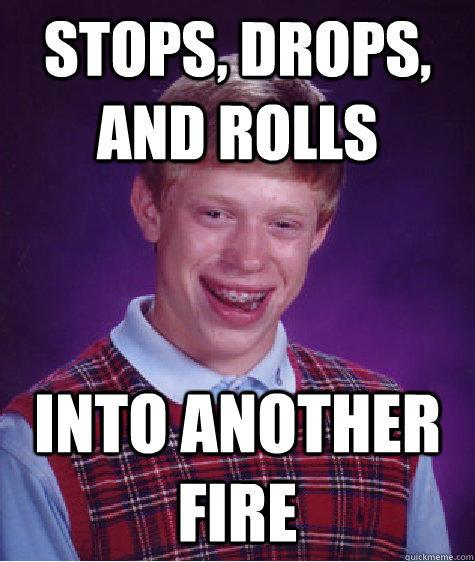 STOPS, DROPS,
AND ROLLS
INTO ANOTHER
FIRE
quickmeme.com